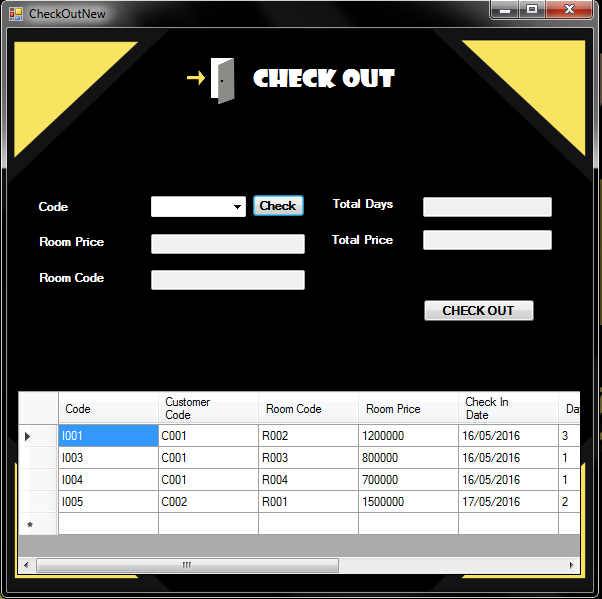 CheckOutNew
CHECK OUT
Code
Check
Total Days
Room Price
Total Price
Room Code
CHECK OUT
Code Customer Code Room Code Room Price Check In Date Da
I001 C001 R002 1200000 16/05/2016 3
I003 C001 R003 800000 16/05/2016 1
I004 C001 R004 700000 16/05/2016 1
I005 C002 R001 1500000 17/05/2016 2
*